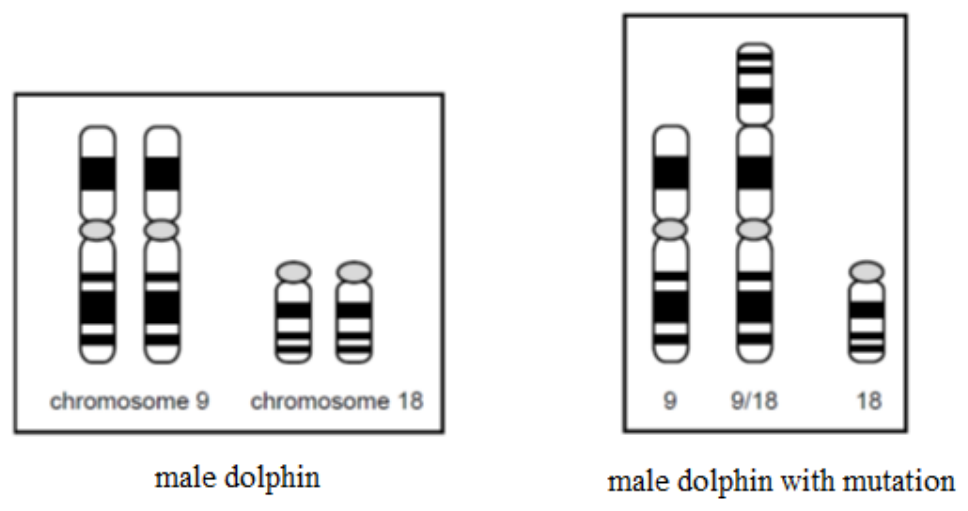 chromosome 9
chromosome 18
male dolphin
9
9/18
18
male dolphin with mutation